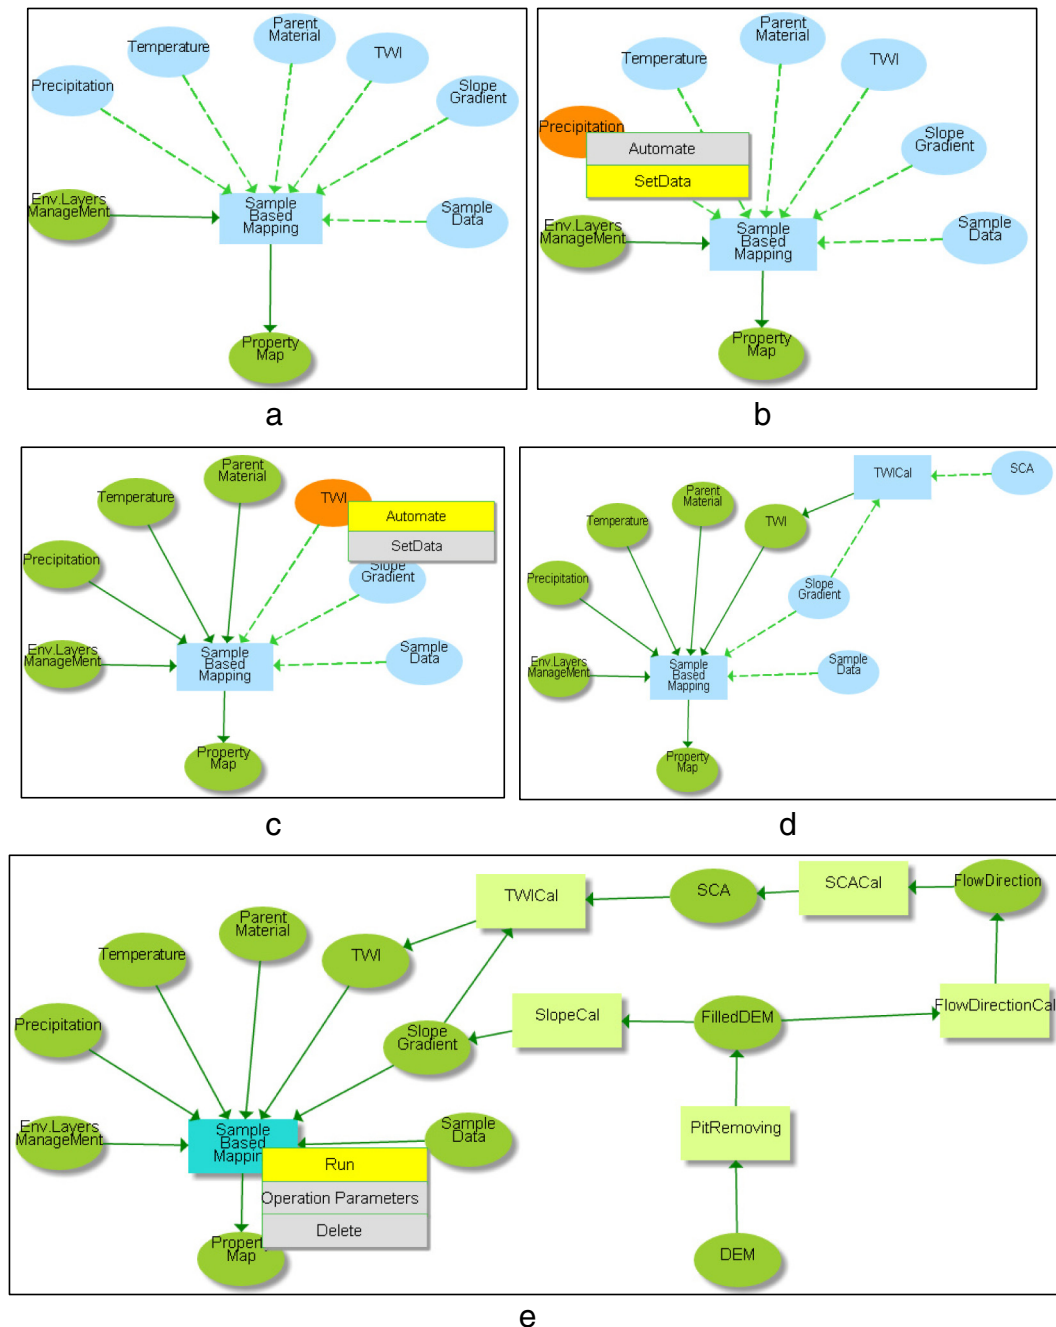 Parent
Material
Temperature
TWI
Precipitation
Slope
Gradient
Env.Layers
ManageMent
Sample
Based
Mapping
Sample
Data
Property
Map
a
Parent
Material
Temperature
TWI
Precipitation
Automate
SetData
Slope
Gradient
Env.Layers
ManageMent
Sample
Based
Mapping
Sample
Data
Property
Map
b
Parent
Material
Temperature
TWI
Automate
SetData
Precipitation
Slope
Gradient
Env.Layers
ManageMent
Sample
Based
Mapping
Sample
Data
Property
Map
c
TWICal
SCA
Parent
Material
Temperature
TWI
Precipitation
Slope
Gradient
Env.Layers
ManageMent
Sample
Based
Mapping
Sample
Data
Property
Map
d
TWICal
SCA
SCACal
FlowDirection
Parent
Material
Temperature
TWI
Precipitation
Slope
Gradient
SlopeCal
FilledDEM
FlowDirectionCal
Env.Layers
ManageMent
Sample
Based
Mapping
Sample
Data
PitRemoving
Run
Operation Parameters
Delete
Property
Map
DEM
e